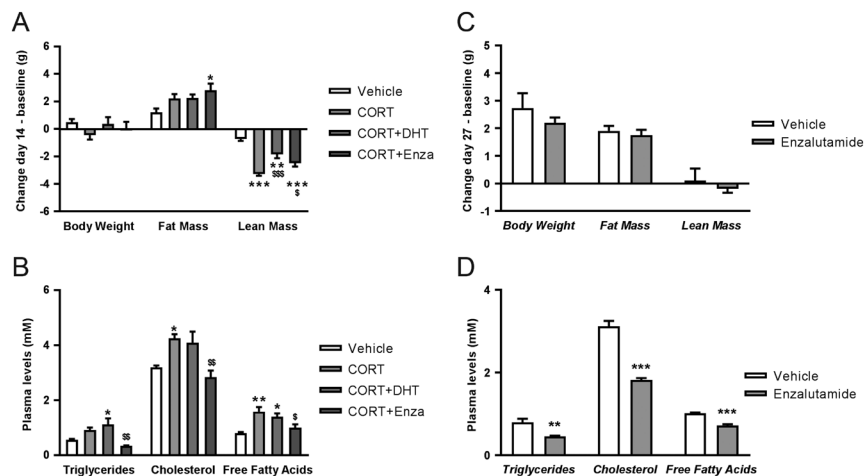 A
Change day 14 - baseline (g)
6
4
2
0
-2
-4
-6
*
***
**
$$$
***
$
Body Weight
Fat Mass
Lean Mass
Vehicle
CORT
CORT+DHT
CORT+Enza
C
Change day 27 - baseline (g)
5
4
3
2
1
0
-1
Body Weight
Fat Mass
Lean Mass
Vehicle
Enzalutamide
B
Plasma levels (mM)
6
4
2
0
*
$$
*
$$
**
*
$
Triglycerides
Cholesterol
Free Fatty Acids
Vehicle
CORT
CORT+DHT
CORT+Enza
D
Plasma levels (mM)
4
2
0
**
***
***
Triglycerides
Cholesterol
Free Fatty Acids
Vehicle
Enzalutamide